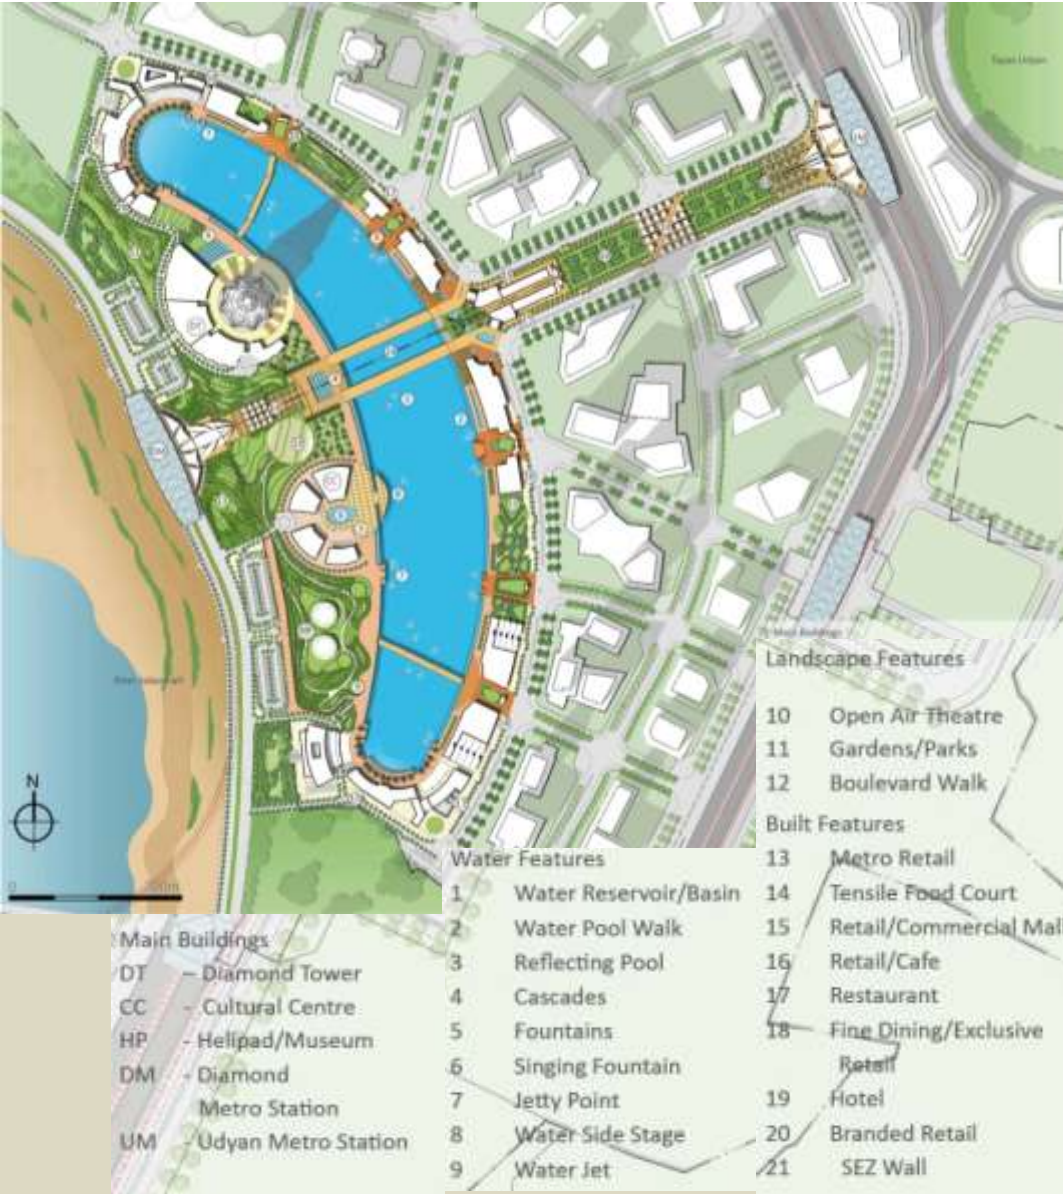 N
0
DT
CC
DM
Main Buildings
DT – Diamond Tower
CC - Cultural Centre
HP - Helipad/Museum
DM - Diamond
Metro Station
UM - Udyan Metro Station
Water Features
1 Water Reservoir/Basin
2 Water Pool Walk
3 Reflecting Pool
4 Cascades
5 Fountains
6 Singing Fountain
7 Jetty Point
8 Water Side Stage
9 Water Jet
Landscape Features
10 Open Air Theatre
11 Gardens/Parks
12 Boulevard Walk
Built Features
13 Metro Retail
14 Tensile Food Court
15 Retail/Commercial Mall
16 Retail/Cafe
17 Restaurant
18 Fine Dining/Exclusive
Retail
19 Hotel
20 Branded Retail
21 SEZ Wall